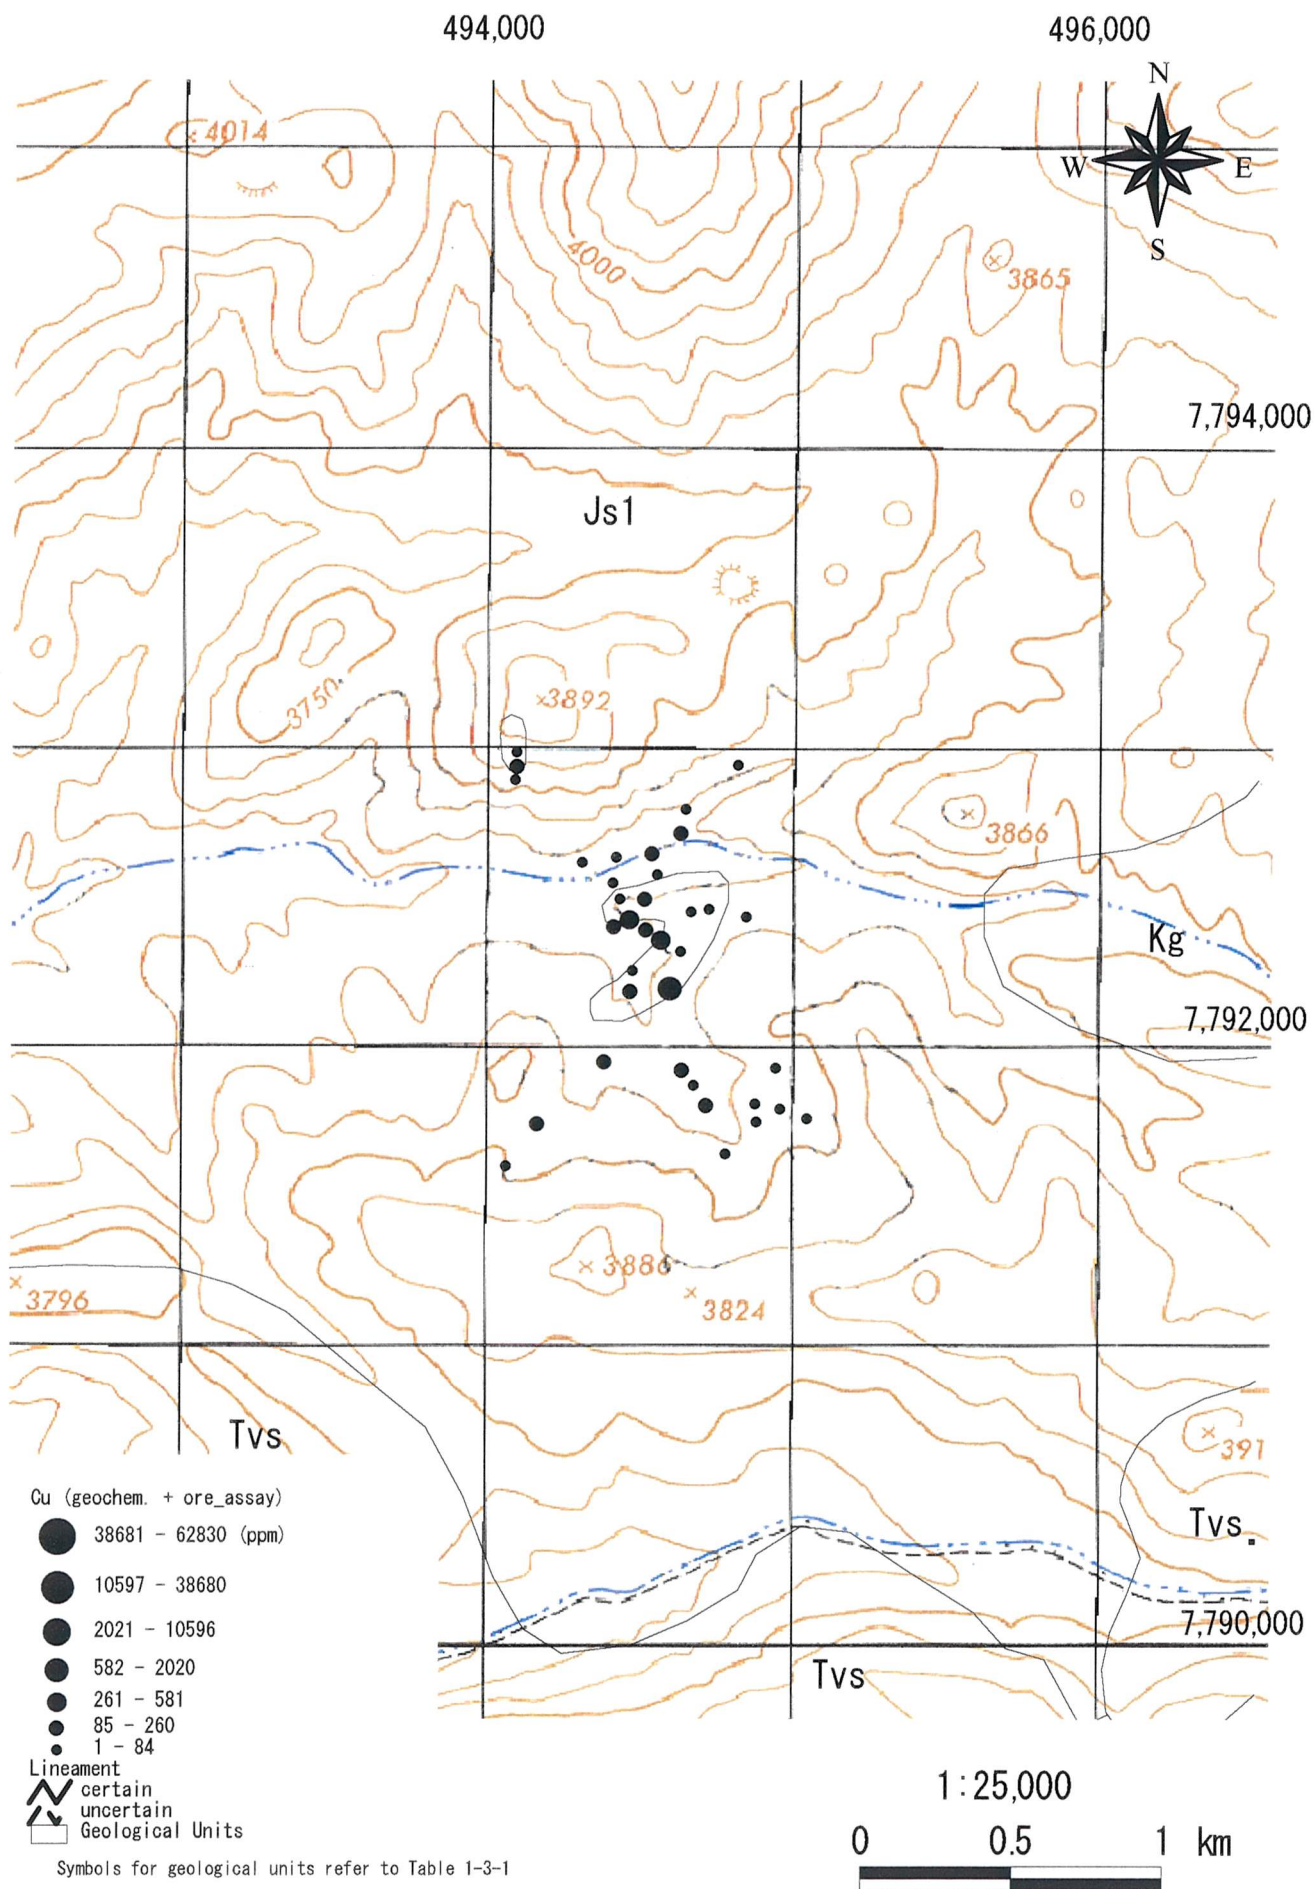 494,000
496,000
N
W
E
S
4014
4000
3865
7,794,000
Js1
3750
3892
3866
Kg
7,792,000
3796
3886
3824
Tvs
391
Tvs
7,790,000
Tvs
Cu (geochem. + ore_assay)
38681 - 62830 (ppm)
10597 - 38680
2021 - 10596
582 - 2020
261 - 581
85 - 260
1 - 84
Lineament
certain
uncertain
Geological Units
Symbols for geological units refer to Table 1-3-1
1:25,000
0 0.5 1 km